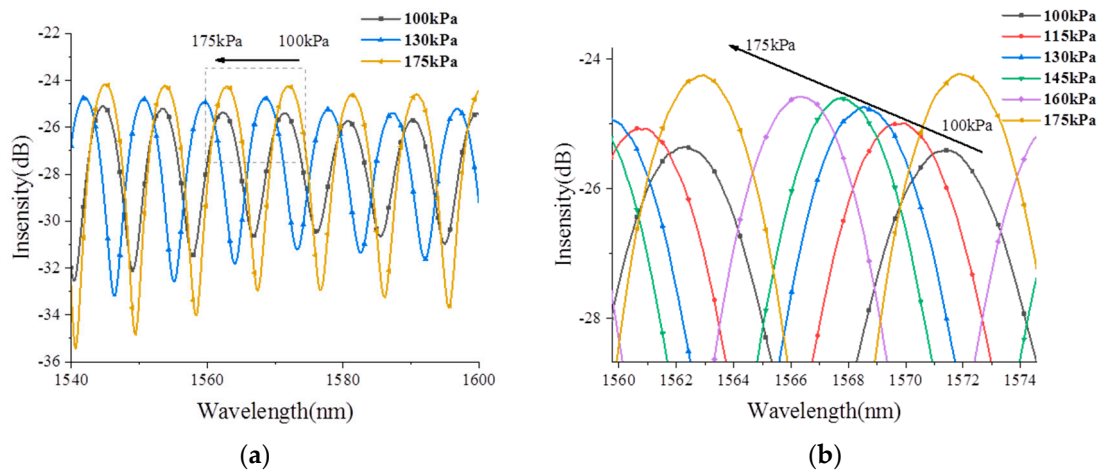 100kPa
130kPa
175kPa
175kPa 100kPa
-24
-22
-24
-26
-28
-30
-32
-34
-36
Insensity(dB)
1540 1560 1580 1600
Wavelength(nm)
(a)
100kPa
115kPa
130kPa
145kPa
160kPa
175kPa
175kPa
100kPa
-24
-26
-28
Insensity(dB)
1560 1562 1564 1566 1568 1570 1572 1574
Wavelength(nm)
(b)